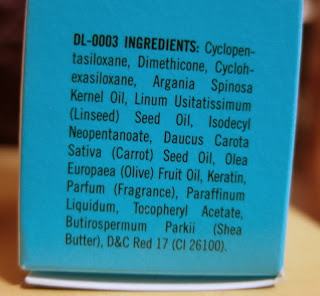 DL-0003 INGREDIENTS: Cyclopen-
tasiloxane, Dimethicone, Cycloh-
exasiloxane, Argania Spinosa
Kernel Oil, Linum Usitatissimum
(Linseed) Seed Oil, Isodecyl
Neopentanoate, Daucus Carota
Sativa (Carrot) Seed Oil, Olea
Europaea (Olive) Fruit Oil, Keratin,
Parfum (Fragrance), Paraffinum
Liquidum, Tocopheryl Acetate,
Butirospermum Parkii (Shea
Butter), D&C Red 17 (CI 26100).